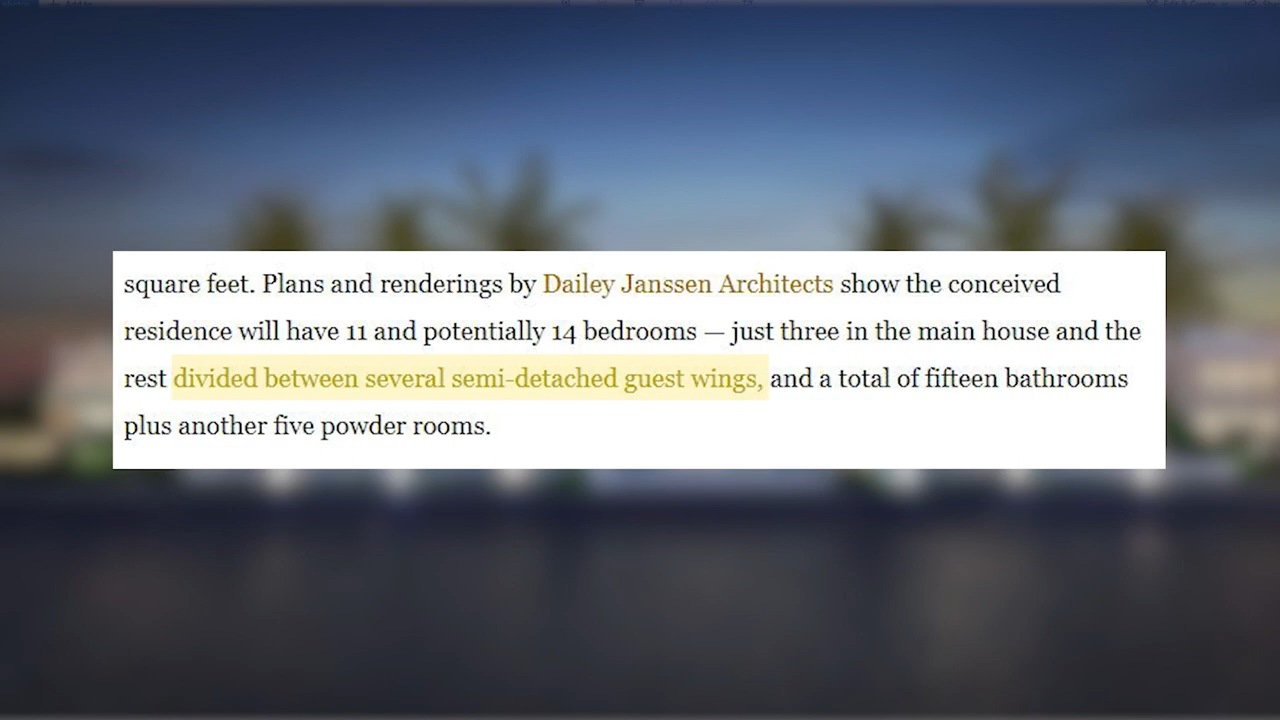 square feet. Plans and renderings by Dailey Janssen Architects show the conceived
residence will have 11 and potentially 14 bedrooms — just three in the main house and the
rest divided between several semi-detached guest wings, and a total of fifteen bathrooms
plus another five powder rooms.